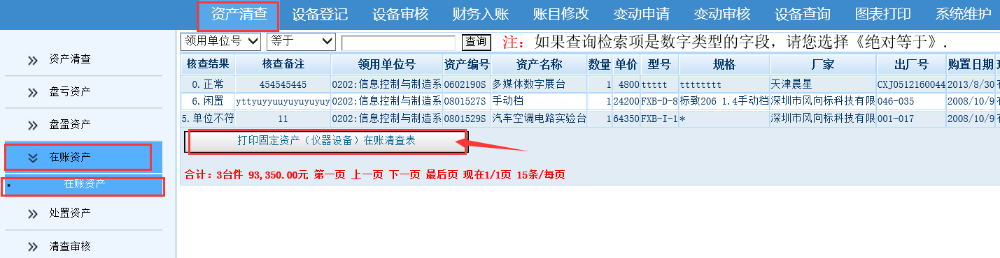 资产清查 设备登记 设备审核 财务入账 账目修改 变动申请 变动审核 设备查询 图表打印 系统维护
领用单位号 等于 查询 注：如果查询检索项是数字类型的字段，请您选择《绝对等于》.
资产清查
盘亏资产
盘盈资产
在账资产
在账资产
处置资产
清查审核
核查结果 核查备注 领用单位号 资产编号 资产名称 数量 单价 型号 规格 厂家 出厂号 购置日期
0.正常 454545445 0202:信息控制与制造系 0602190S 多媒体数字展台 1 4800 ttttt tttttttt 天津晨星 CXJ0512160044 2013/8/30
6.闲置 yttyuyyuuyuyuyuyuy 0202:信息控制与制造系 0801527S 手动档 1 24200 FXB-D-8 标致206 1.4手动档 深圳市风向标科技有限 046-035 2008/10/9
5.单位不符 11 0202:信息控制与制造系 0801529S 汽车空调电路实验台 1 64350 FXB-I-1 * 深圳市风向标科技有限 001-017 2008/10/9
打印固定资产（仪器设备）在账清查表
合计：3台件 93,350.00元 第一页 上一页 下一页 最后页 现在1/1页 15条/每页